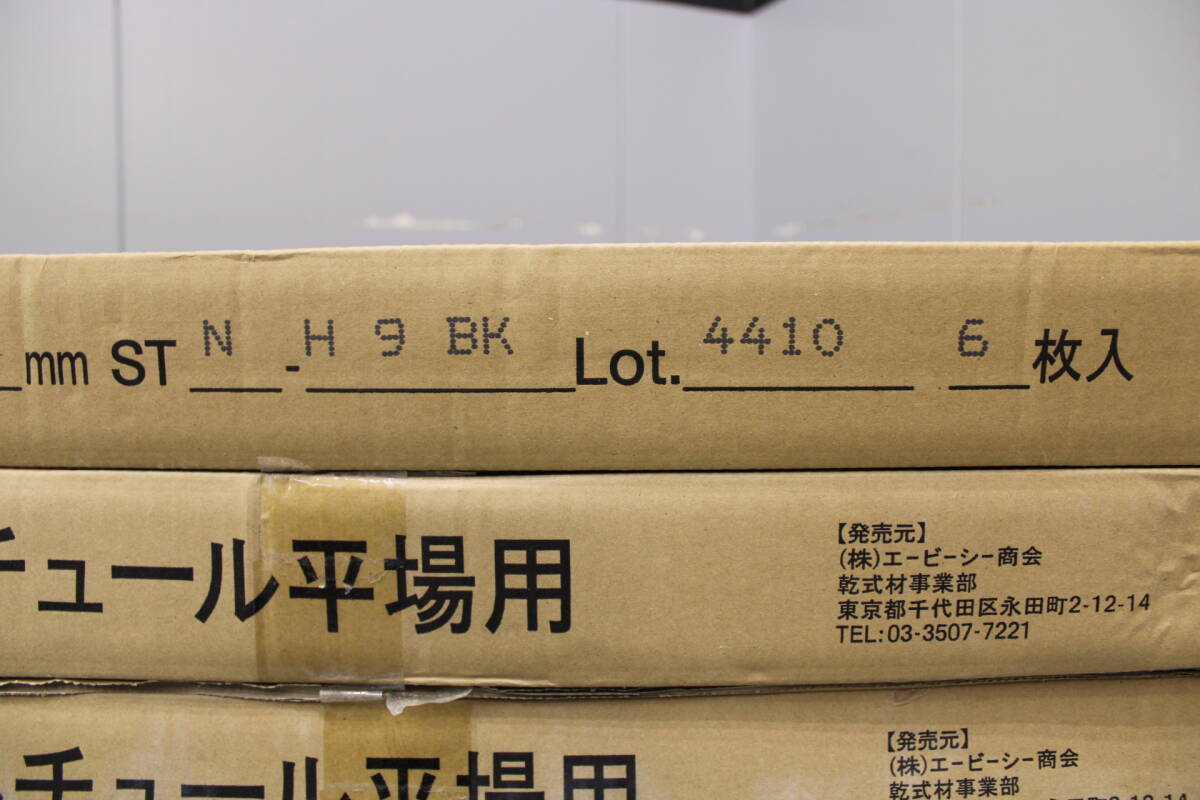 mm ST N - H 9 BK Lot. 4410 6 枚入
チュール平場用
【発売元】
(株)エービーシー商会
乾式材事業部
東京都千代田区永田町2-12-14
TEL:03-3507-7221
チュール平場用
【発売元】
(株)エービーシー商会
乾式材事業部